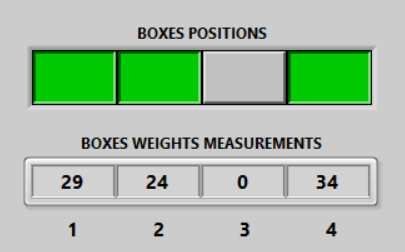 BOXES POSITIONS
BOXES WEIGHTS MEASUREMENTS
29 24 0 34
1 2 3 4